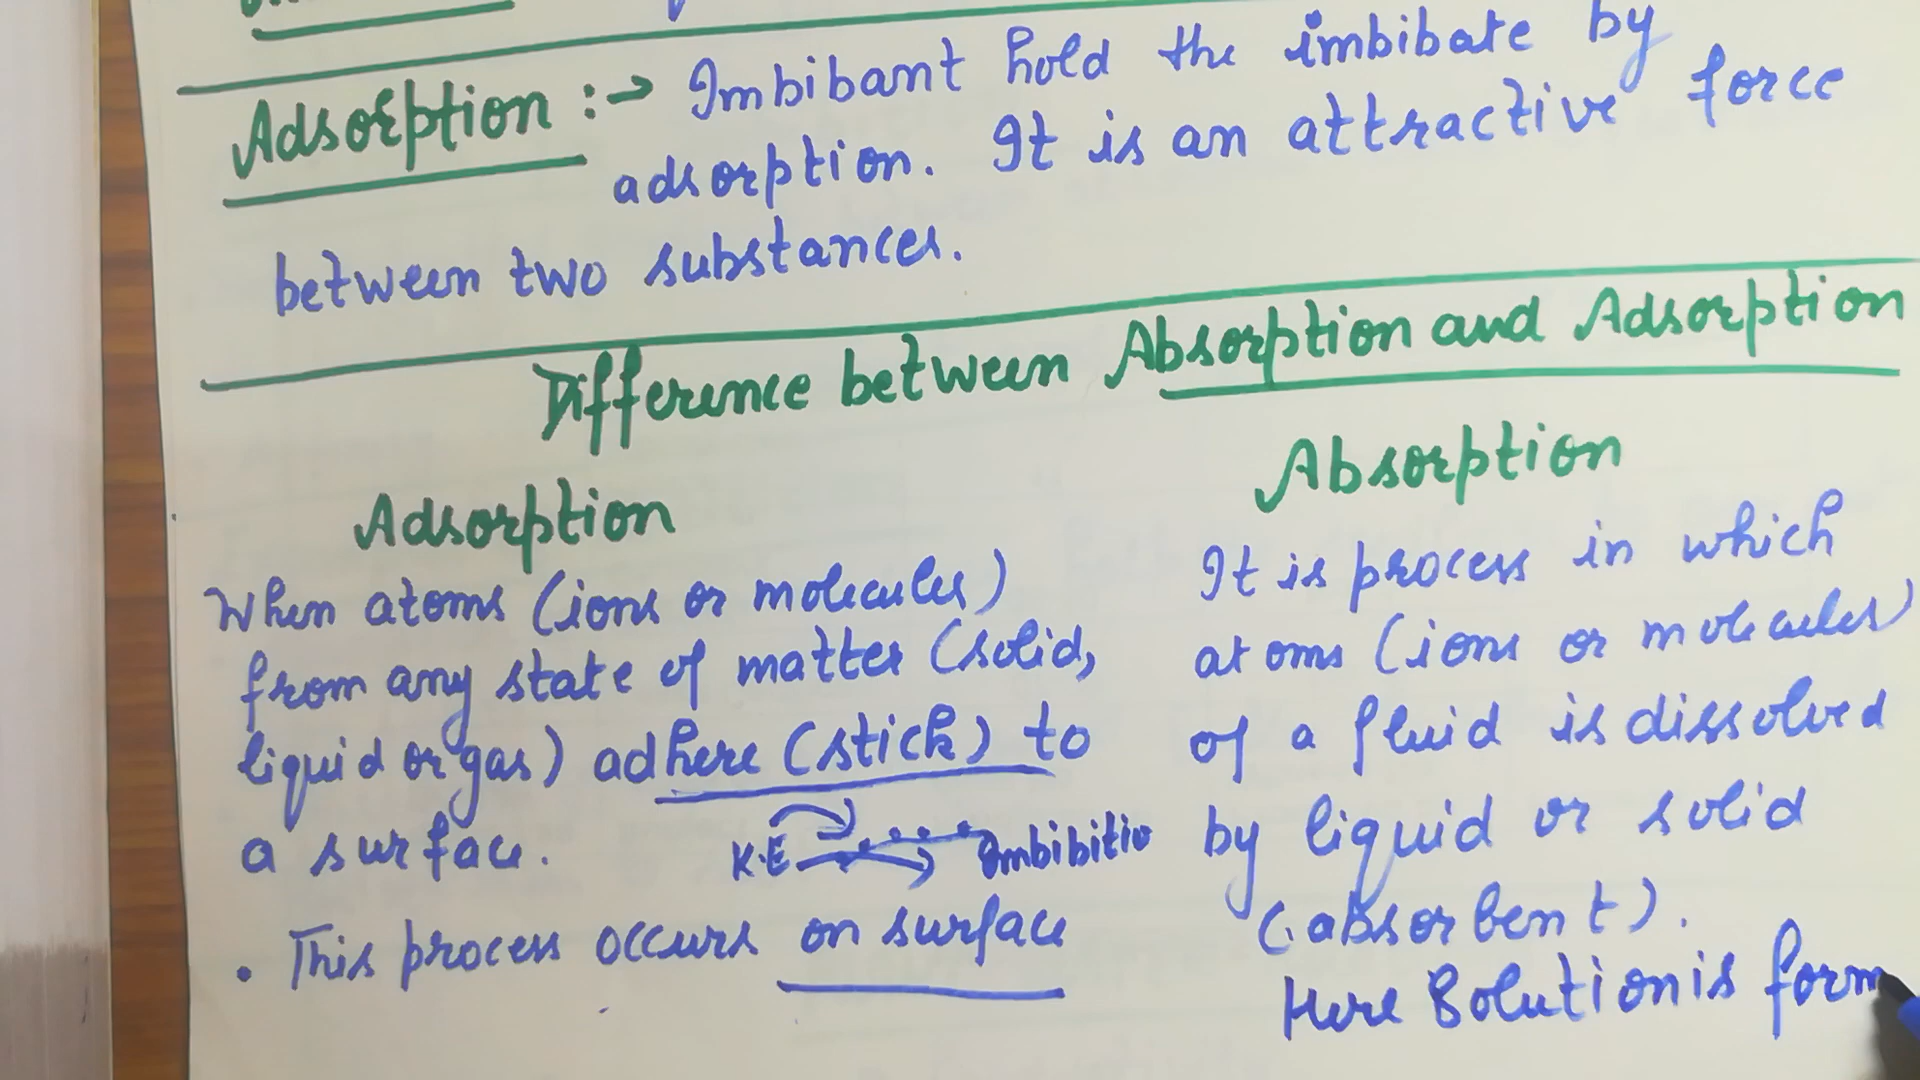 Adsorption :→ Imbibant hold the imbibate by
adsorption. It is an attractive force
between two substances.
Difference between Absorption and Adsorption
Adsorption
When atoms (ions or molecules)
from any state of matter (solid,
liquid or gas) adhere (stick) to
a surface.
K.E → Imbibitio
• This process occurs on surface
Absorption
It is process in which
atoms (ions or molecules)
of a fluid is dissolved
by liquid or solid
(absorbent).
Here Solution is form